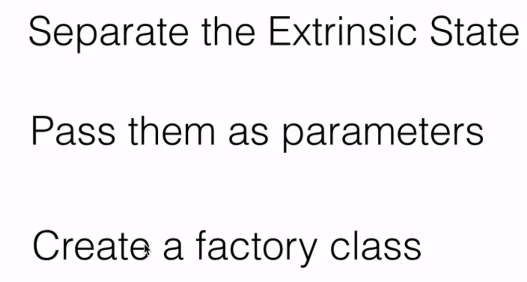 Separate the Extrinsic State
Pass them as parameters
Create a factory class